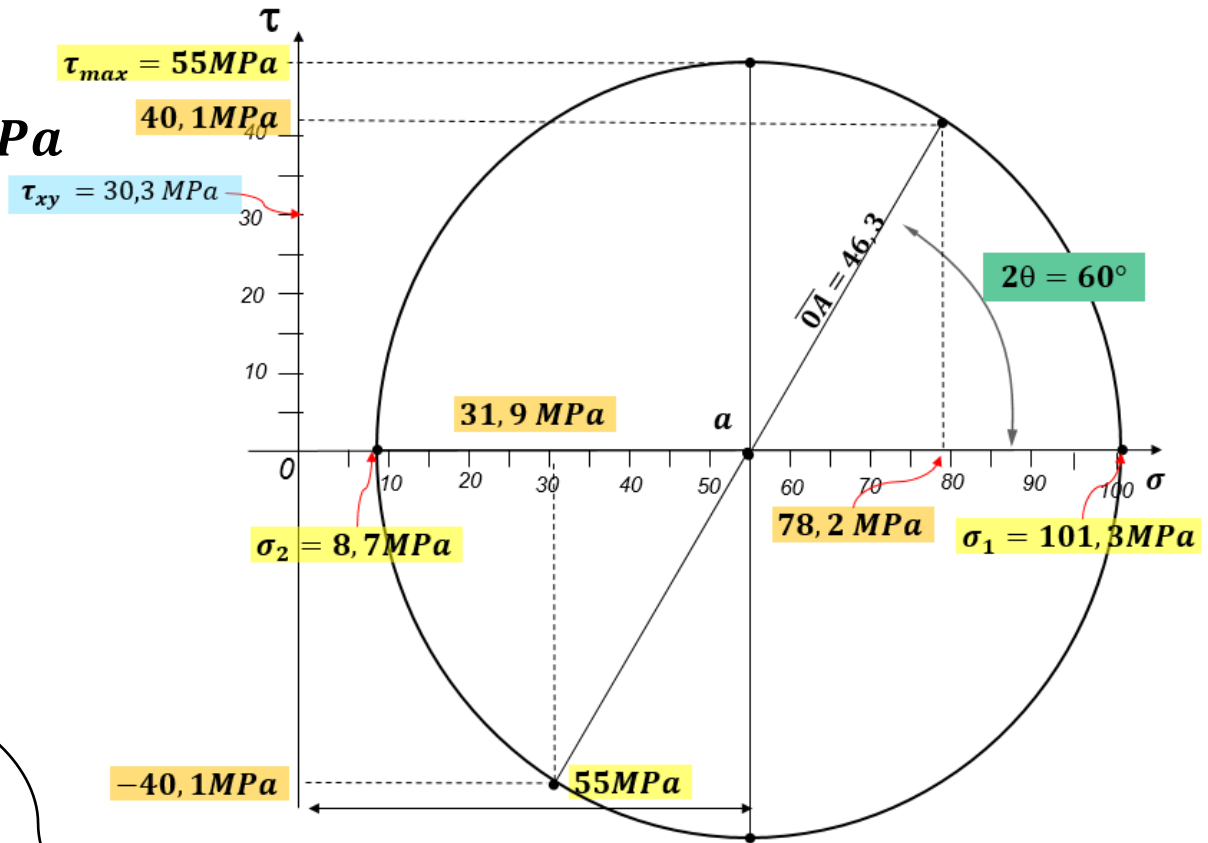 τ
τ_max = 55MPa
40,1MPa
40
Pa
τ_xy = 30,3 MPa
30
20
10
0A = 46,3
2θ = 60°
31,9 MPa
a
0
10 20 30 40 50 60 70 80 90 100 σ
78,2 MPa
σ_2 = 8,7MPa
σ_1 = 101,3MPa
−40,1MPa
55MPa